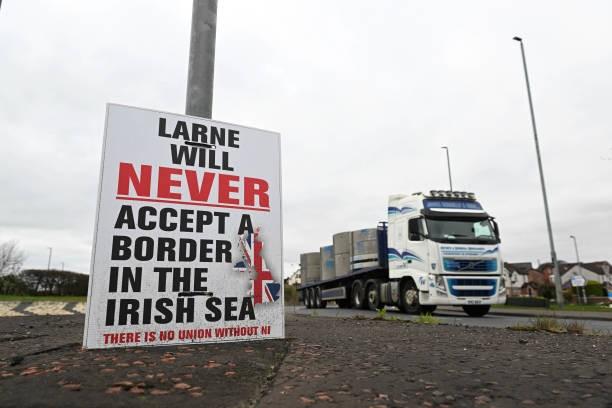 LARNE
WILL
NEVER
ACCEPT A
BORDER
IN THE
IRISH SEA
THERE IS NO UNION WITHOUT NI